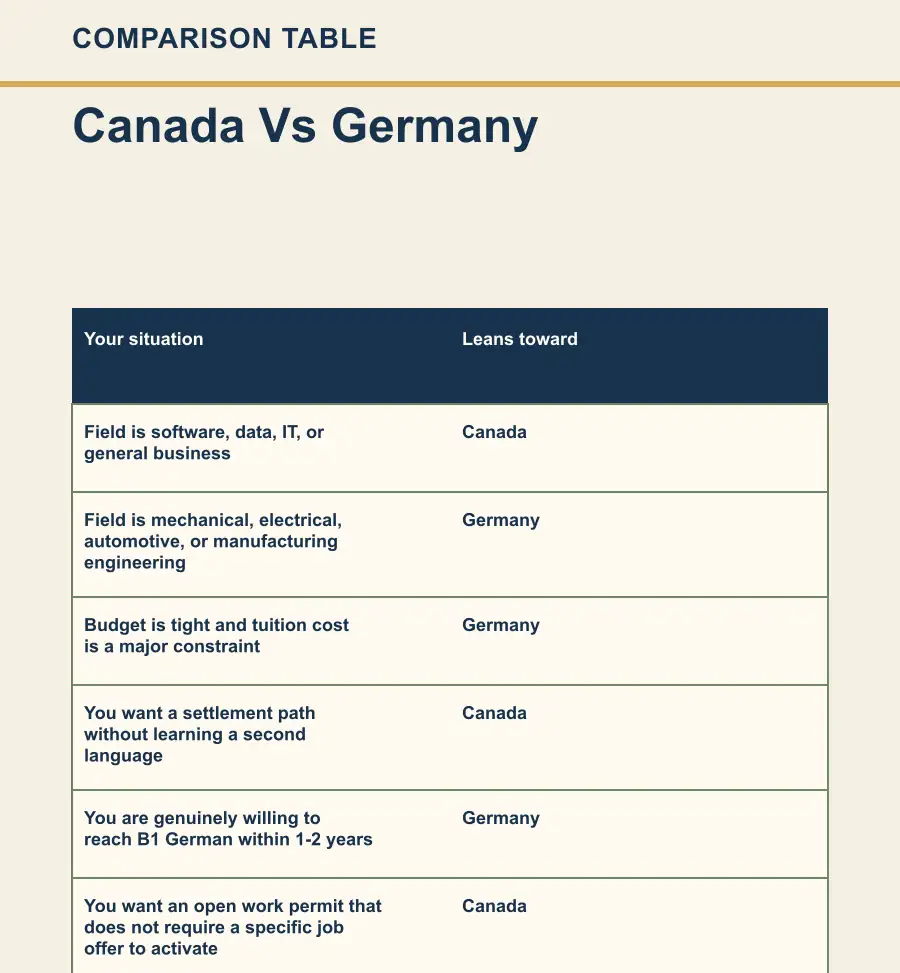 COMPARISON TABLE
Canada Vs Germany
Your situation
Leans toward
Field is software, data, IT, or
general business
Canada
Field is mechanical, electrical,
automotive, or manufacturing
engineering
Germany
Budget is tight and tuition cost
is a major constraint
Germany
You want a settlement path
without learning a second
language
Canada
You are genuinely willing to
reach B1 German within 1-2 years
Germany
You want an open work permit that
does not require a specific job
offer to activate
Canada